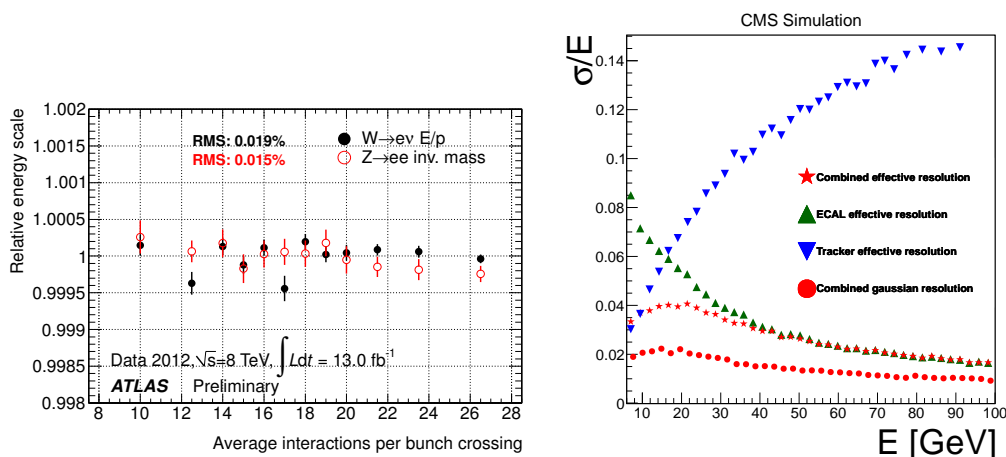 1.002
1.0015
1.001
1.0005
1
0.9995
0.999
0.9985
0.998
Relative energy scale
RMS: 0.019%
RMS: 0.015%
W→eν E/p
Z→ee inv. mass
Data 2012,√s=8 TeV, ∫Ldt = 13.0 fb⁻¹
ATLAS Preliminary
8 10 12 14 16 18 20 22 24 26 28
Average interactions per bunch crossing
CMS Simulation
σ/E
0.14
0.12
0.1
0.08
0.06
0.04
0.02
0
Combined effective resolution
ECAL effective resolution
Tracker effective resolution
Combined gaussian resolution
10 20 30 40 50 60 70 80 90 100
E [GeV]